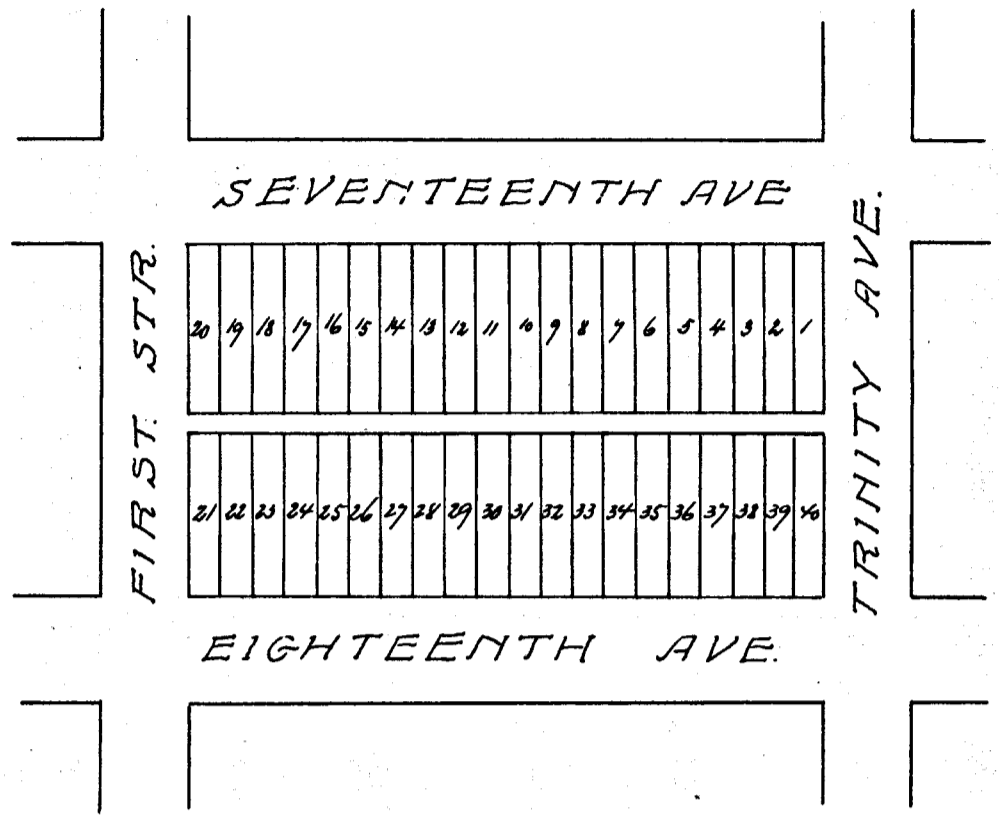 SEVENTEENTH AVE
FIRST. STR.
TRINITY AVE.
20 19 18 17 16 15 14 13 12 11 10 9 8 7 6 5 4 3 2 1
21 22 23 24 25 26 27 28 29 30 31 32 33 34 35 36 37 38 39 40
EIGHTEENTH AVE.